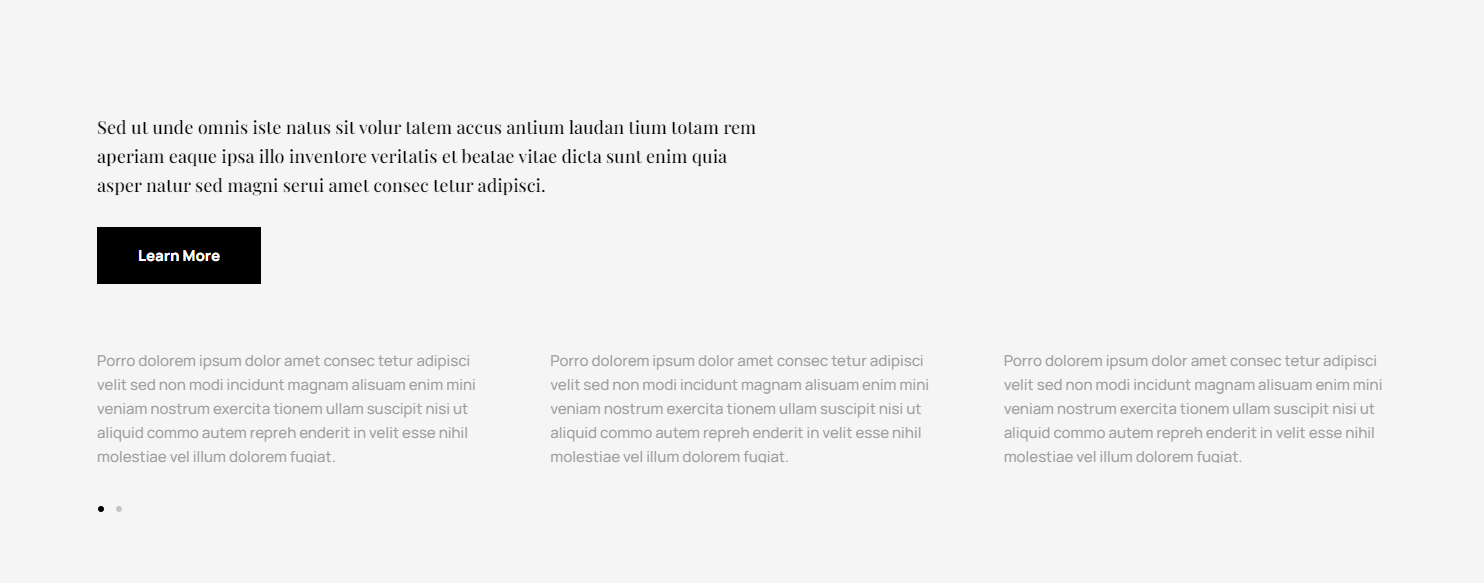 Sed ut unde omnis iste natus sit volur tatem accus antium laudan tium totam rem
aperiam eaque ipsa illo inventore veritatis et beatae vitae dicta sunt enim quia
asper natur sed magni serui amet consec tetur adipisci.
Learn More
Porro dolorem ipsum dolor amet consec tetur adipisci
velit sed non modi incidunt magnam alisuam enim mini
veniam nostrum exercita tionem ullam suscipit nisi ut
aliquid commo autem repreh enderit in velit esse nihil
molestiae vel illum dolorem fugiat.
Porro dolorem ipsum dolor amet consec tetur adipisci
velit sed non modi incidunt magnam alisuam enim mini
veniam nostrum exercita tionem ullam suscipit nisi ut
aliquid commo autem repreh enderit in velit esse nihil
molestiae vel illum dolorem fugiat.
Porro dolorem ipsum dolor amet consec tetur adipisci
velit sed non modi incidunt magnam alisuam enim mini
veniam nostrum exercita tionem ullam suscipit nisi ut
aliquid commo autem repreh enderit in velit esse nihil
molestiae vel illum dolorem fugiat.